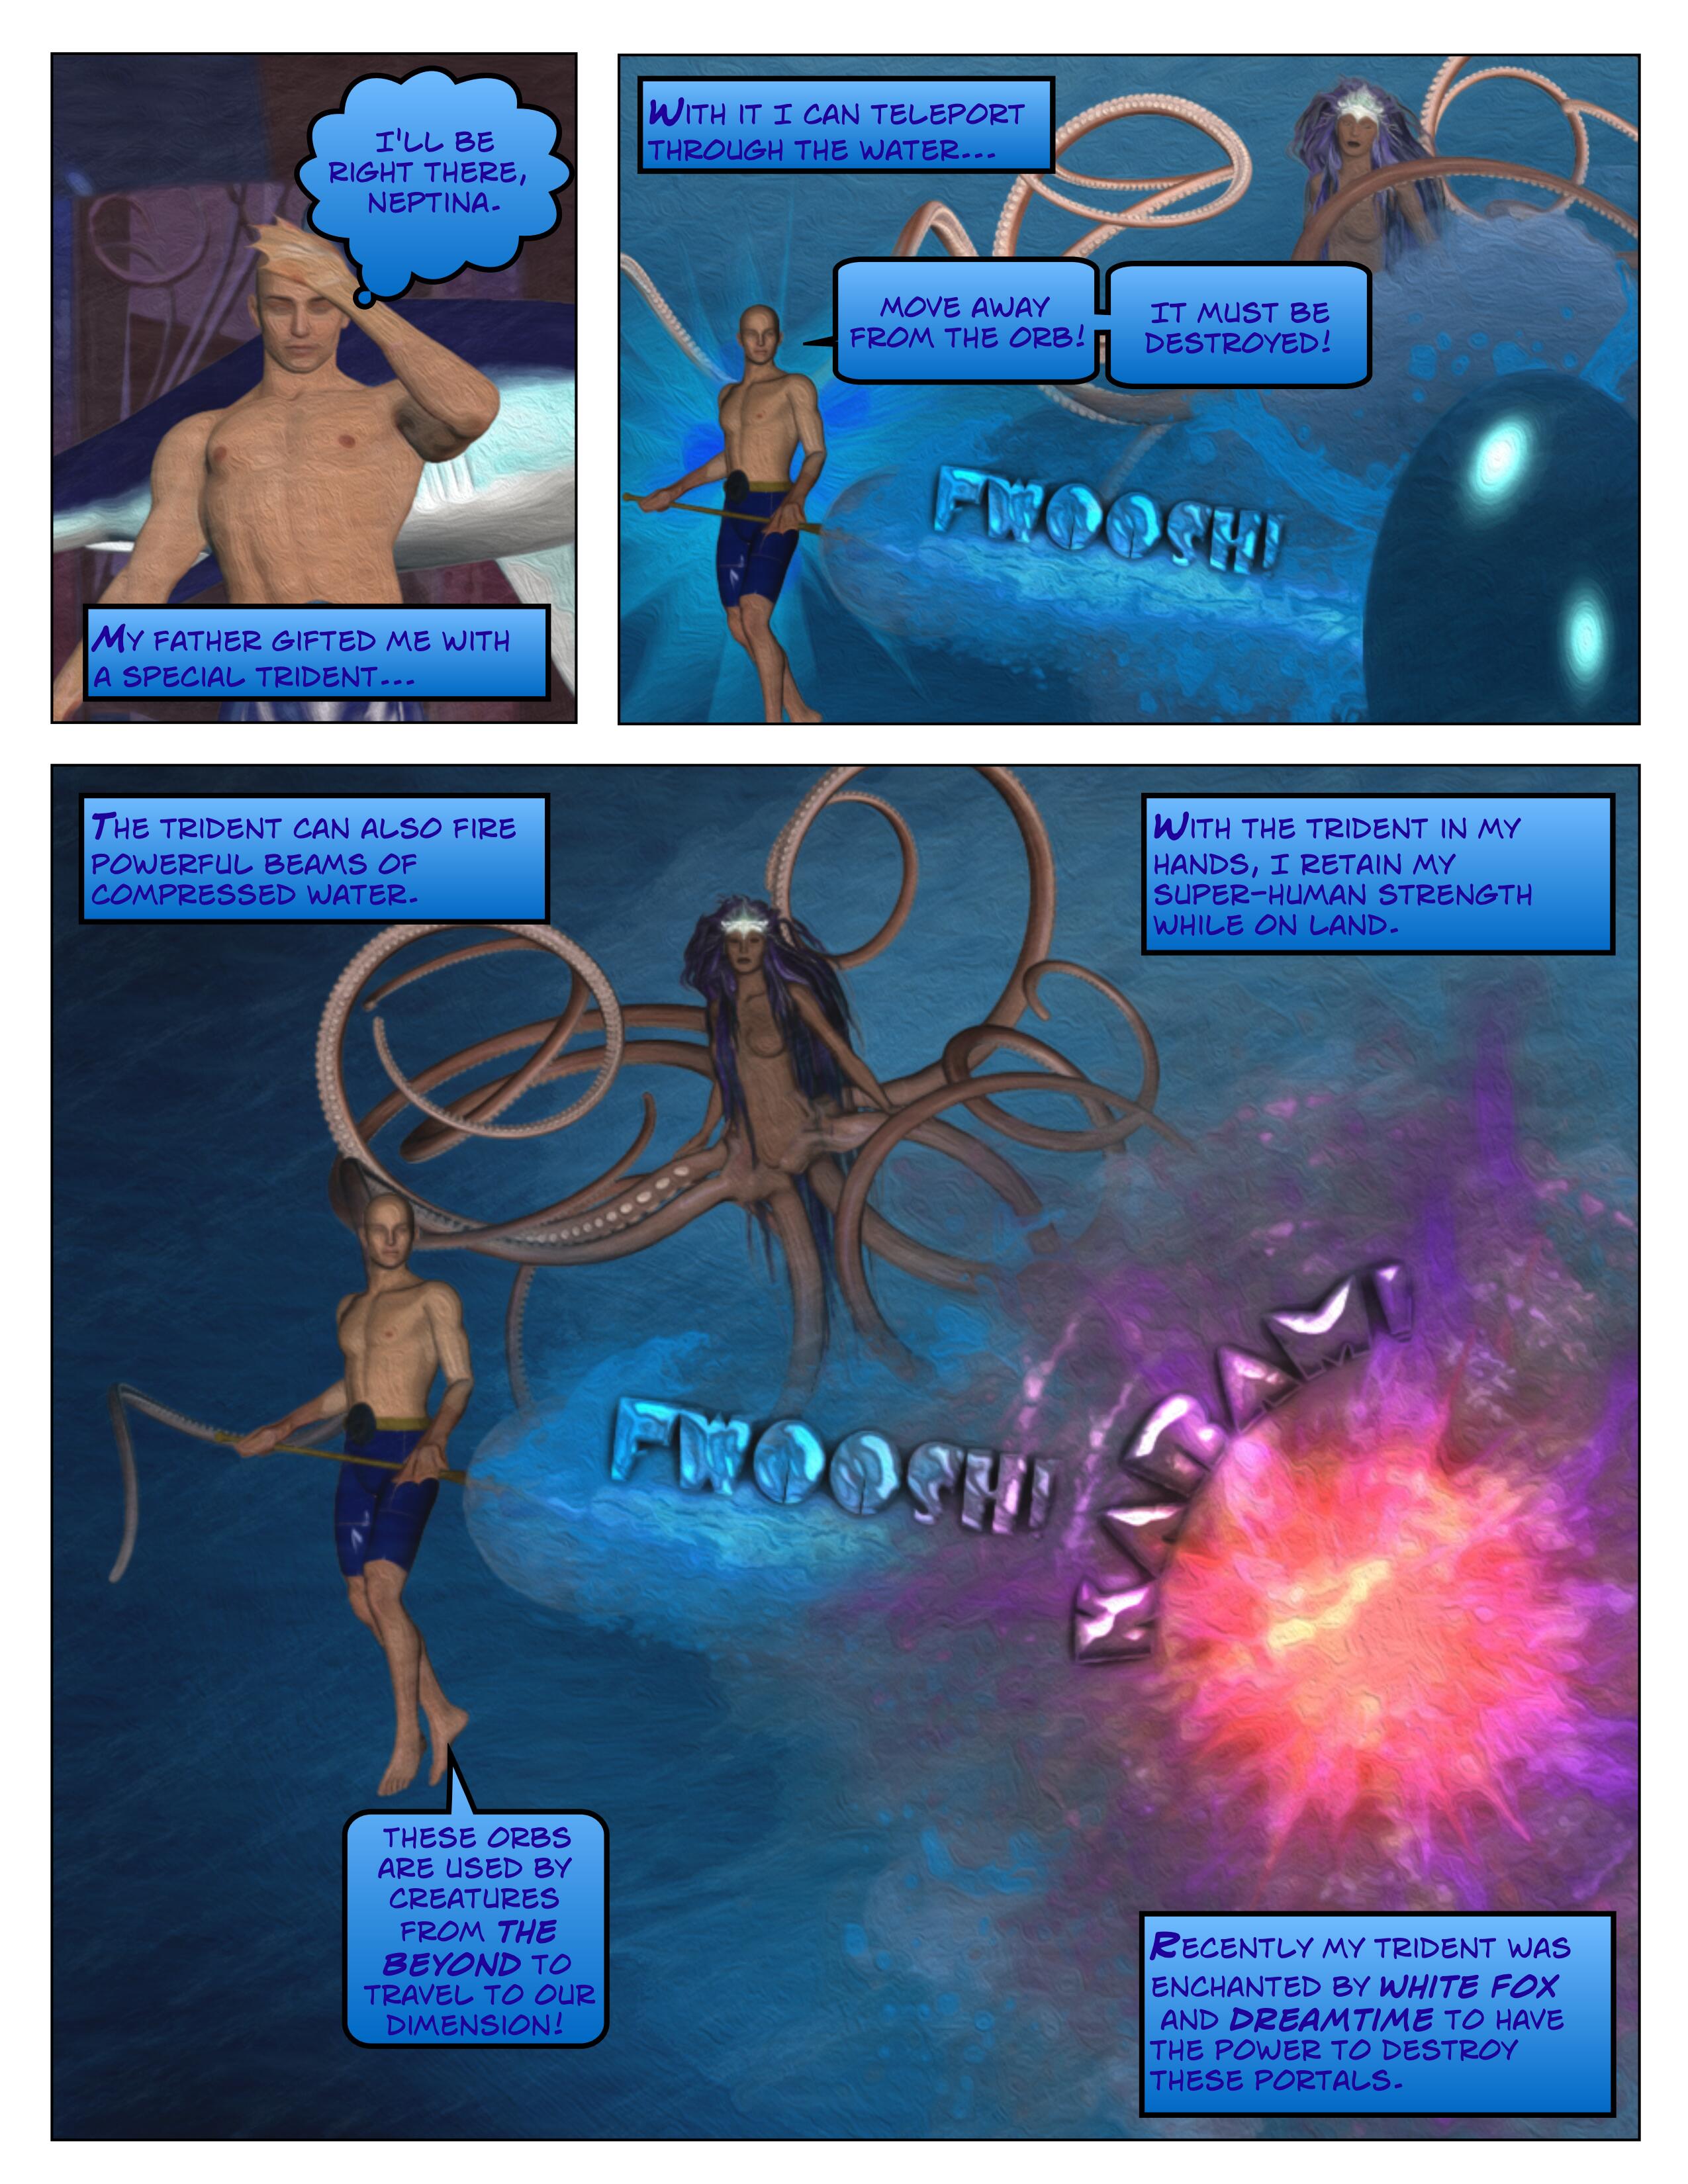 I'LL BE
RIGHT THERE,
NEPTINA.
MY FATHER GIFTED ME WITH
A SPECIAL TRIDENT...
WITH IT I CAN TELEPORT
THROUGH THE WATER...
MOVE AWAY
FROM THE ORB!
IT MUST BE
DESTROYED!
FWOOSH!
THE TRIDENT CAN ALSO FIRE
POWERFUL BEAMS OF
COMPRESSED WATER.
WITH THE TRIDENT IN MY
HANDS, I RETAIN MY
SUPER-HUMAN STRENGTH
WHILE ON LAND.
FWOOSH!
KABAM!
THESE ORBS
ARE USED BY
CREATURES
FROM THE
BEYOND TO
TRAVEL TO OUR
DIMENSION!
RECENTLY MY TRIDENT WAS
ENCHANTED BY WHITE FOX
AND DREAMTIME TO HAVE
THE POWER TO DESTROY
THESE PORTALS.